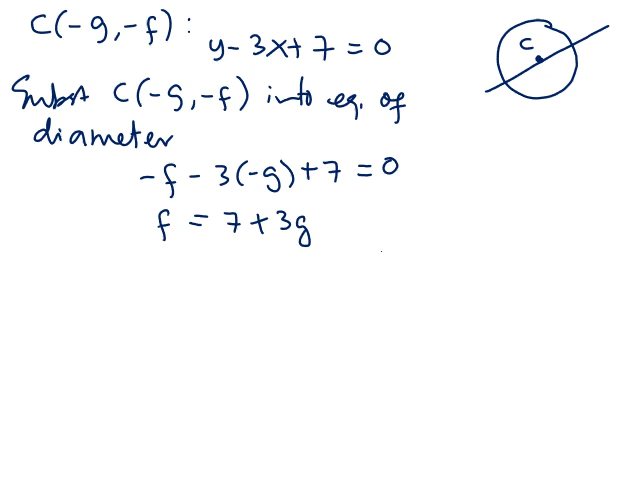 C(-g,-f):
y-3x+7=0
C
Subst C(-g,-f) into eq. of
diameter
-f-3(-g)+7=0
f=7+3g